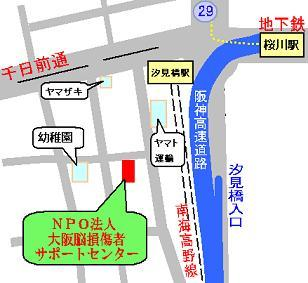 29
地下鉄
桜川駅
千日前通
汐見橋駅
ヤマザキ
阪神高速道路
幼稚園
ヤマト
運輸
汐見橋入口
南海高野線
NPO法人
大阪脳損傷者
サポートセンター